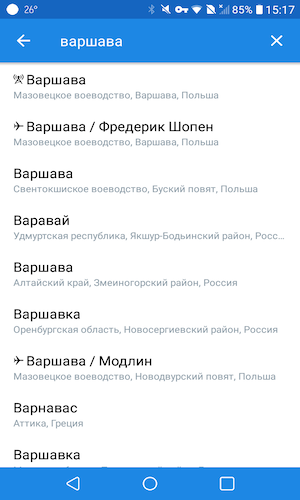 26°
85%
15:17
варшава
Варшава
Мазовецкое воеводство, Варшава, Польша
Варшава / Фредерик Шопен
Мазовецкое воеводство, Варшава, Польша
Варшава
Свентокшиское воеводство, Буский повят, Польша
Варавай
Удмуртская республика, Якшур-Бодьинский район, Росс...
Варшава
Алтайский край, Змеиногорский район, Россия
Варшавка
Оренбургская область, Новосергиевский район, Россия
Варшава / Модлин
Мазовецкое воеводство, Новодвурский повят, Польша
Варнавас
Аттика, Греция
Варшавка